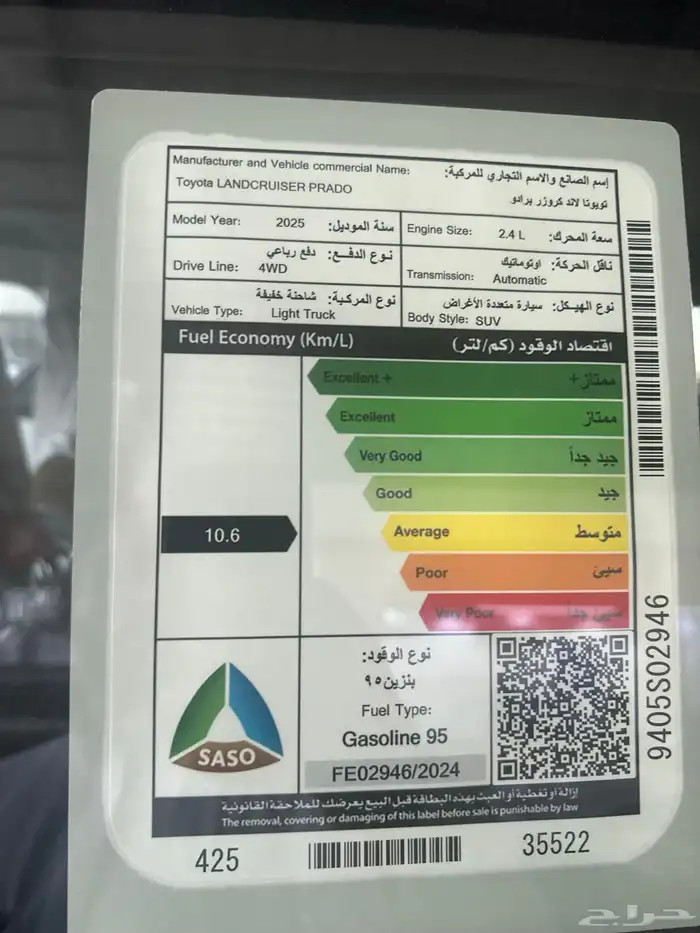 Manufacturer and Vehicle commercial Name:
إسم الصانع والاسم التجاري للمركبة:
Toyota LANDCRUISER PRADO
تويوتا لاند كروزر برادو
Model Year: 2025 سنة الموديل:
Engine Size: 2.4 L سعة المحرك:
نوع الدفع: دفع رباعي
Drive Line: 4WD
ناقل الحركة: اوتوماتيك
Transmission: Automatic
نوع المركبة: شاحنة خفيفة
Vehicle Type: Light Truck
نوع الهيكل: سيارة متعددة الأغراض
Body Style: SUV
Fuel Economy (Km/L) اقتصاد الوقود (كم/لتر)
Excellent + ممتاز+
Excellent ممتاز
Very Good جيد جداً
Good جيد
10.6
Average متوسط
Poor سيئ
Very Poor سيئ جداً
SASO
نوع الوقود:
بنزين ٩٥
Fuel Type:
Gasoline 95
FE02946/2024
9405S02946
إزالة أو تغطية أو العبث بهذه البطاقة قبل البيع يعرضك للملاحقة القانونية
The removal, covering or damaging of this label before sale is punishable by law
425
35522
حراج